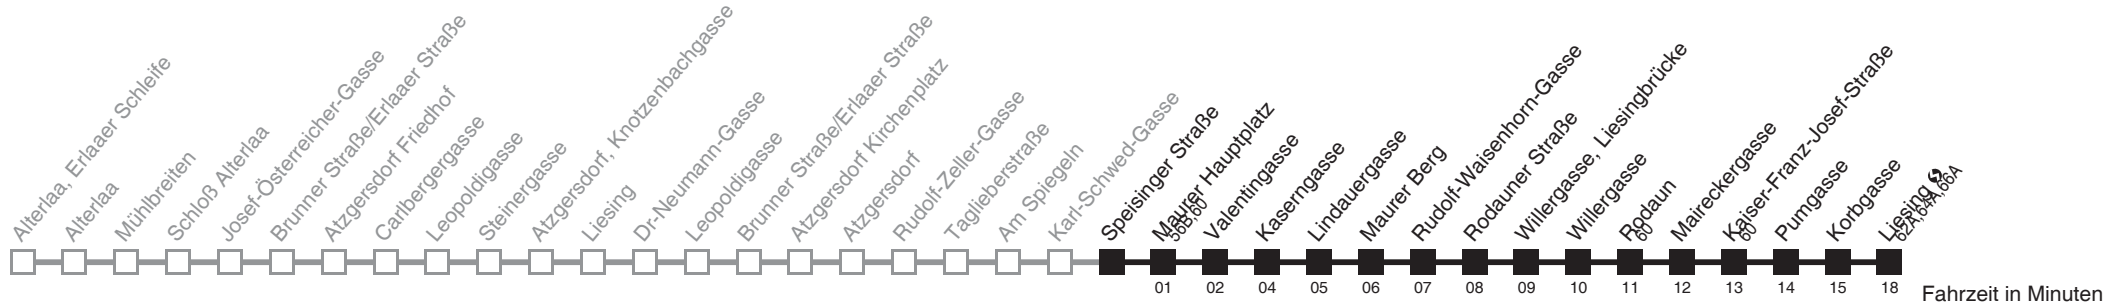 Alterlaa, Erlaaer Schleife
Alterlaa
Mühlbreiten
Schloß Alterlaa
Josef-Österreicher-Gasse
Brunner Straße/Erlaaer Straße
Atzgersdorf Friedhof
Carlbergergasse
Leopoldigasse
Steinergasse
Atzgersdorf, Knotzenbachgasse
Liesing
Dr-Neumann-Gasse
Leopoldigasse
Brunner Straße/Erlaaer Straße
Atzgersdorf Kirchenplatz
Atzgersdorf
Rudolf-Zeller-Gasse
Taglieberstraße
Am Spiegeln
Karl-Schwed-Gasse
Speisinger Straße
Maurer Hauptplatz
56B,60
Valentingasse
Kaserngasse
Lindauergasse
Maurer Berg
Rudolf-Waisenhorn-Gasse
Rodauner Straße
Willergasse, Liesingbrücke
Willergasse
Rodaun
60
Maireckergasse
Kaiser-Franz-Josef-Straße
60
Pumgasse
Korbgasse
Liesing
62A,64A,66A
01 02 04 05 06 07 08 09 10 11 12 13 14 15 18 Fahrzeit in Minuten